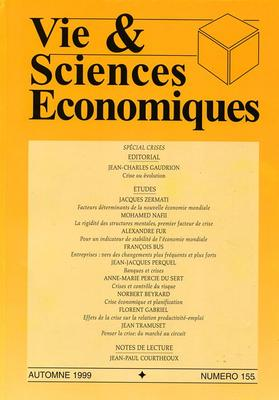 Vie &
Sciences
Economiques
SPÉCIAL CRISES
EDITORIAL
JEAN-CHARLES GAUDRION
Crise ou évolution
ETUDES
JACQUES ZERMATI
Facteurs déterminants de la nouvelle économie mondiale
MOHAMED NAFII
La rigidité des structures mentales, premier facteur de crise
ALEXANDRE FUR
Pour un indicateur de stabilité de l'économie mondiale
FRANÇOIS BUS
Entreprises : vers des changements plus fréquents et plus forts
JEAN-JACQUES PERQUEL
Banques et crises
ANNE-MARIE PERCIE DU SERT
Crises et contrôle du risque
NORBERT BEYRARD
Crise économique et planification
FLORENT GABRIEL
Effets de la crise sur la relation productivité-emploi
JEAN TRAMUSET
Penser la crise: du marché au circuit
NOTES DE LECTURE
JEAN-PAUL COURTHEOUX
AUTOMNE 1999 NUMERO 155